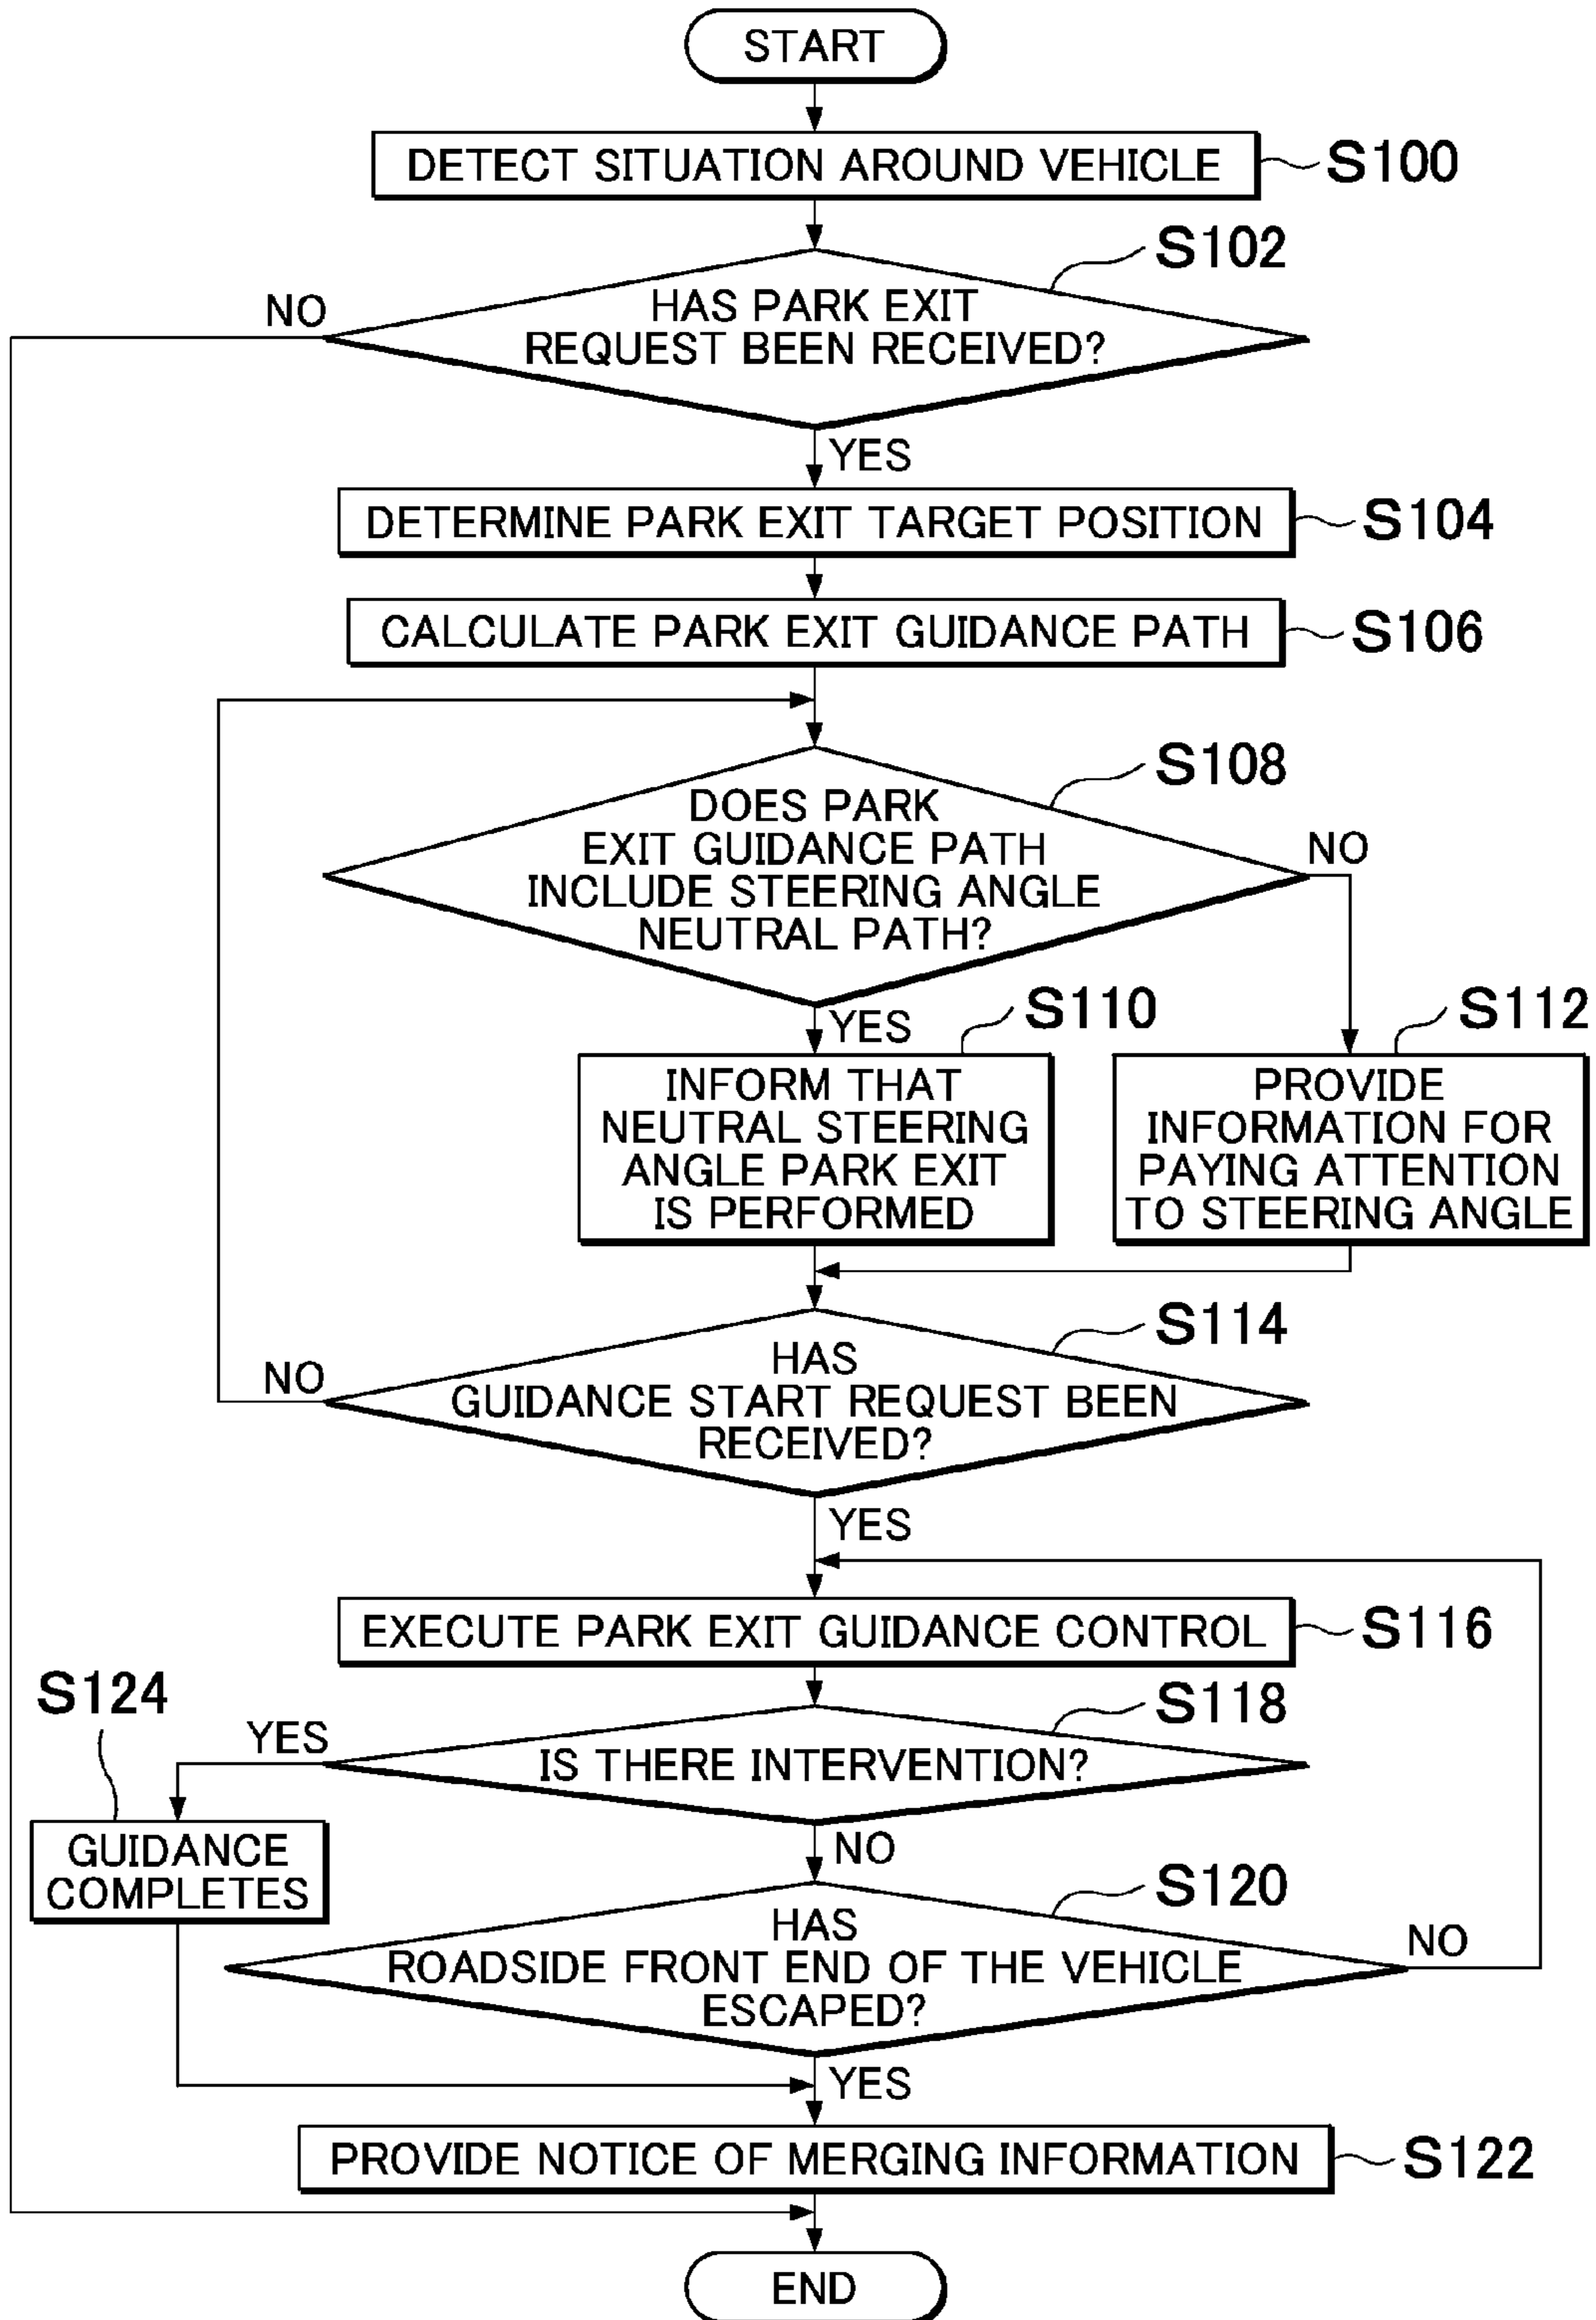 START
DETECT SITUATION AROUND VEHICLE
S100
S102
NO
HAS PARK EXIT
REQUEST BEEN RECEIVED?
YES
DETERMINE PARK EXIT TARGET POSITION
S104
CALCULATE PARK EXIT GUIDANCE PATH
S106
S108
DOES PARK
EXIT GUIDANCE PATH
INCLUDE STEERING ANGLE
NEUTRAL PATH?
NO
YES
S110
S112
INFORM THAT
NEUTRAL STEERING
ANGLE PARK EXIT
IS PERFORMED
PROVIDE
INFORMATION FOR
PAYING ATTENTION
TO STEERING ANGLE
S114
NO
HAS
GUIDANCE START REQUEST BEEN
RECEIVED?
YES
EXECUTE PARK EXIT GUIDANCE CONTROL
S116
S124
S118
YES
IS THERE INTERVENTION?
GUIDANCE
COMPLETES
NO
S120
HAS
ROADSIDE FRONT END OF THE VEHICLE
ESCAPED?
NO
YES
PROVIDE NOTICE OF MERGING INFORMATION
S122
END